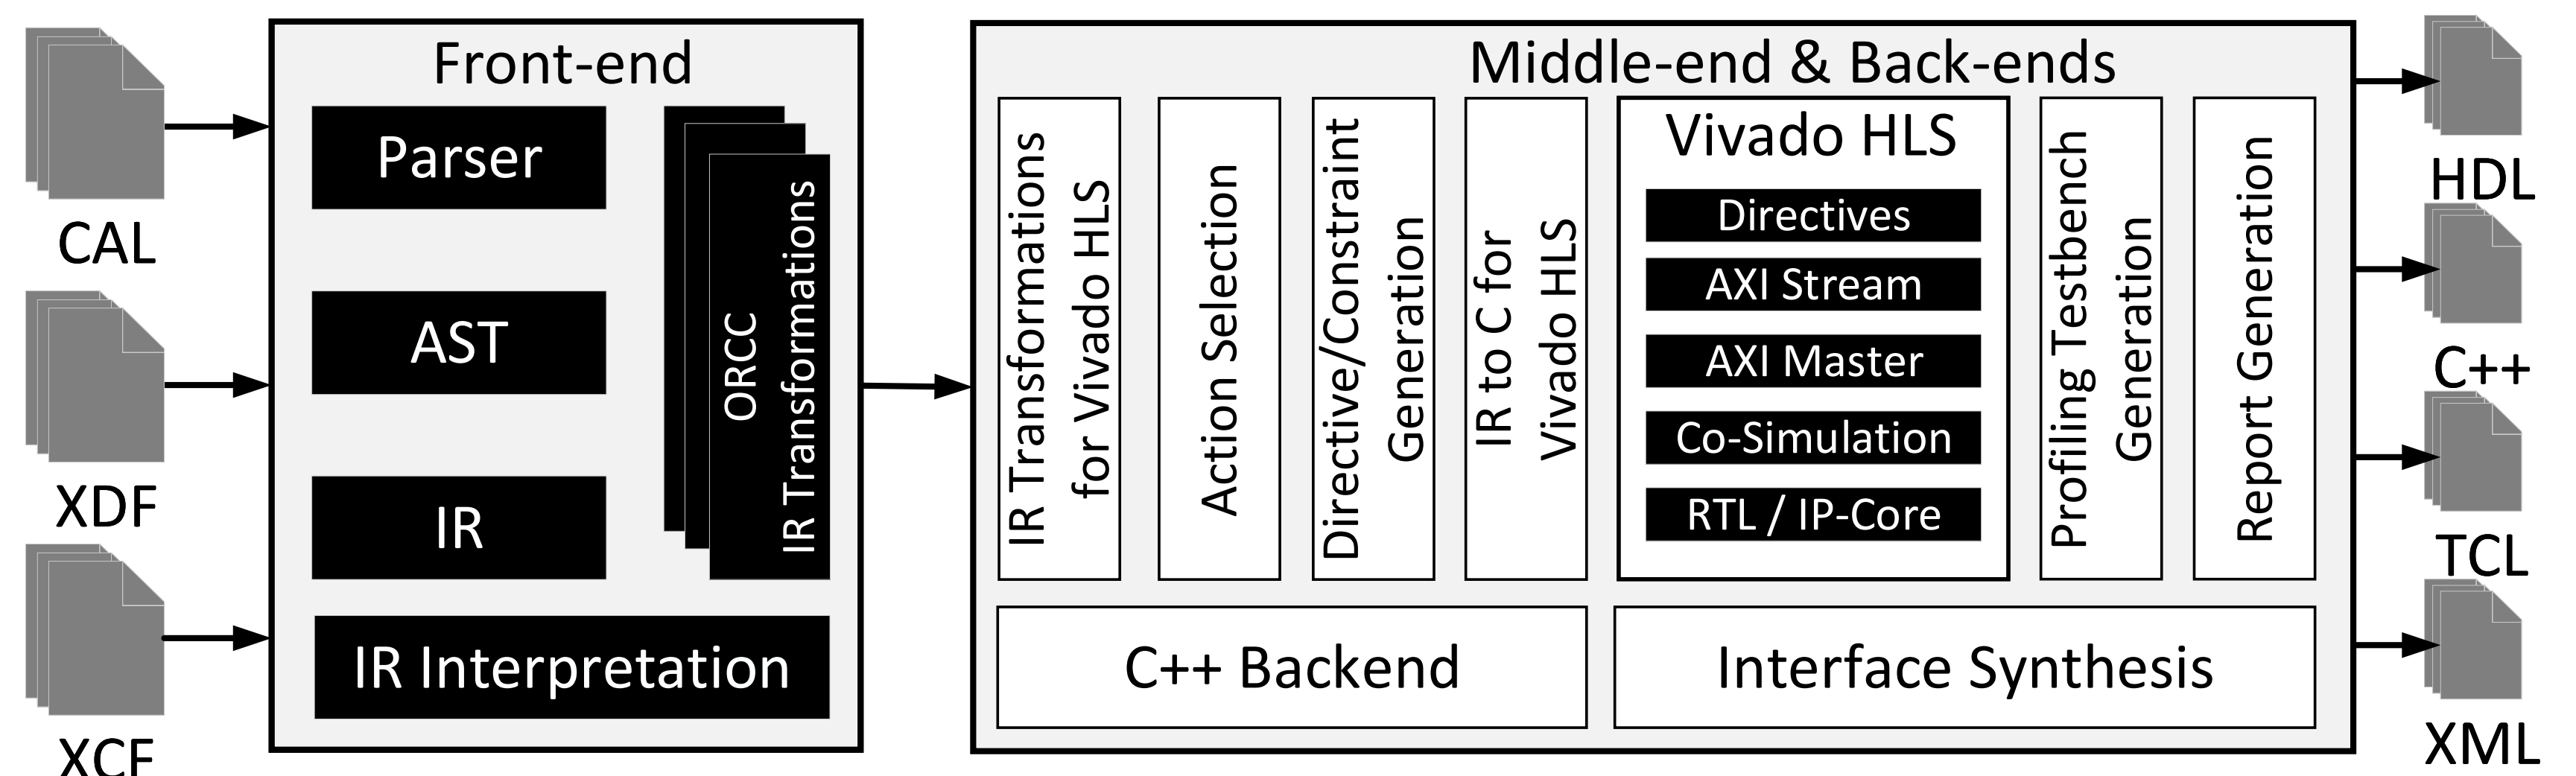 CAL
XDF
XCF
Front-end
Parser
AST
IR
ORCC
IR Transformations
IR Interpretation
Middle-end & Back-ends
IR Transformations
for Vivado HLS
Action Selection
Directive/Constraint
Generation
IR to C for
Vivado HLS
Vivado HLS
Directives
AXI Stream
AXI Master
Co-Simulation
RTL / IP-Core
Profilling Testbench
Generation
Report Generation
C++ Backend
Interface Synthesis
HDL
C++
TCL
XML